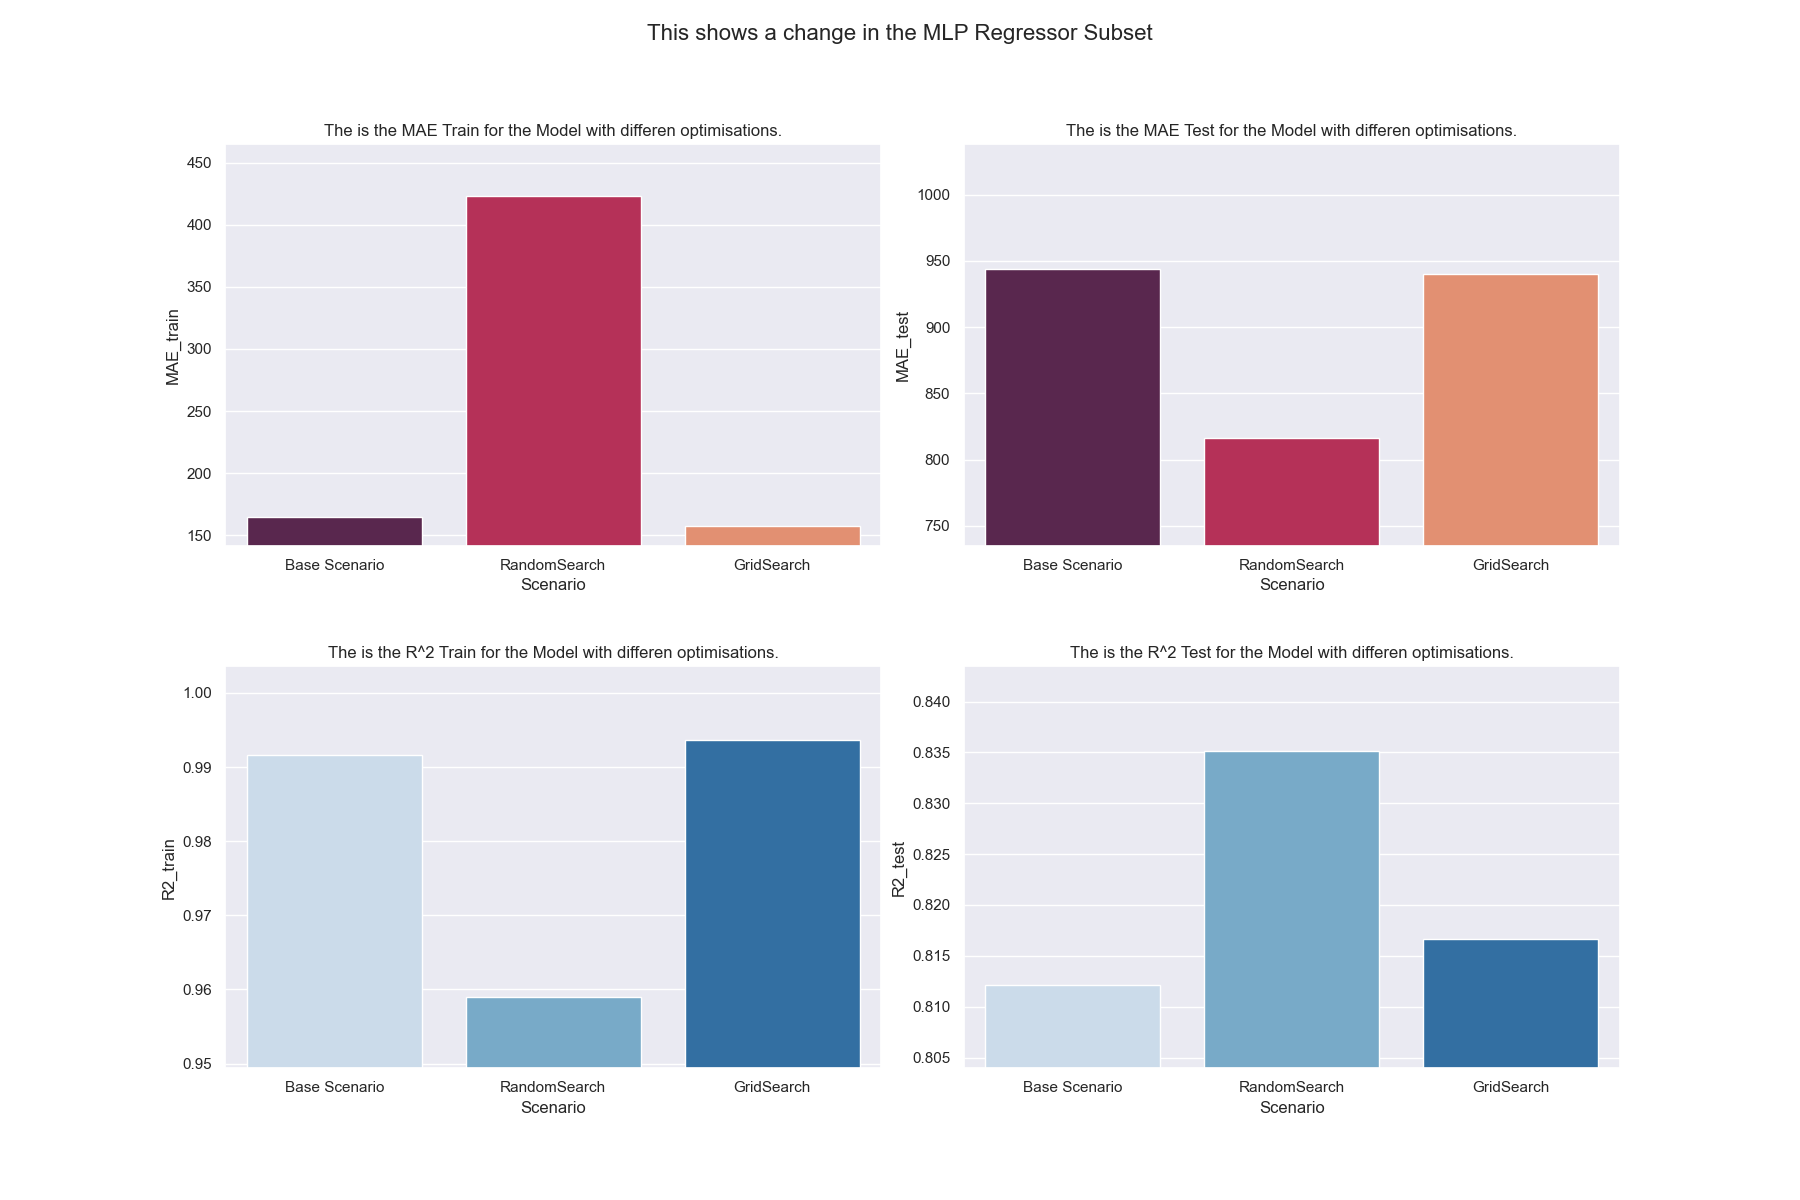 This shows a change in the MLP Regressor Subset
The is the MAE Train for the Model with differen optimisations.
450
400
350
300
250
200
150
MAE_train
Base Scenario RandomSearch GridSearch
Scenario
The is the MAE Test for the Model with differen optimisations.
1000
950
900
850
800
750
MAE_test
Base Scenario RandomSearch GridSearch
Scenario
The is the R^2 Train for the Model with differen optimisations.
1.00
0.99
0.98
0.97
0.96
0.95
R2_train
Base Scenario RandomSearch GridSearch
Scenario
The is the R^2 Test for the Model with differen optimisations.
0.840
0.835
0.830
0.825
0.820
0.815
0.810
0.805
R2_test
Base Scenario RandomSearch GridSearch
Scenario